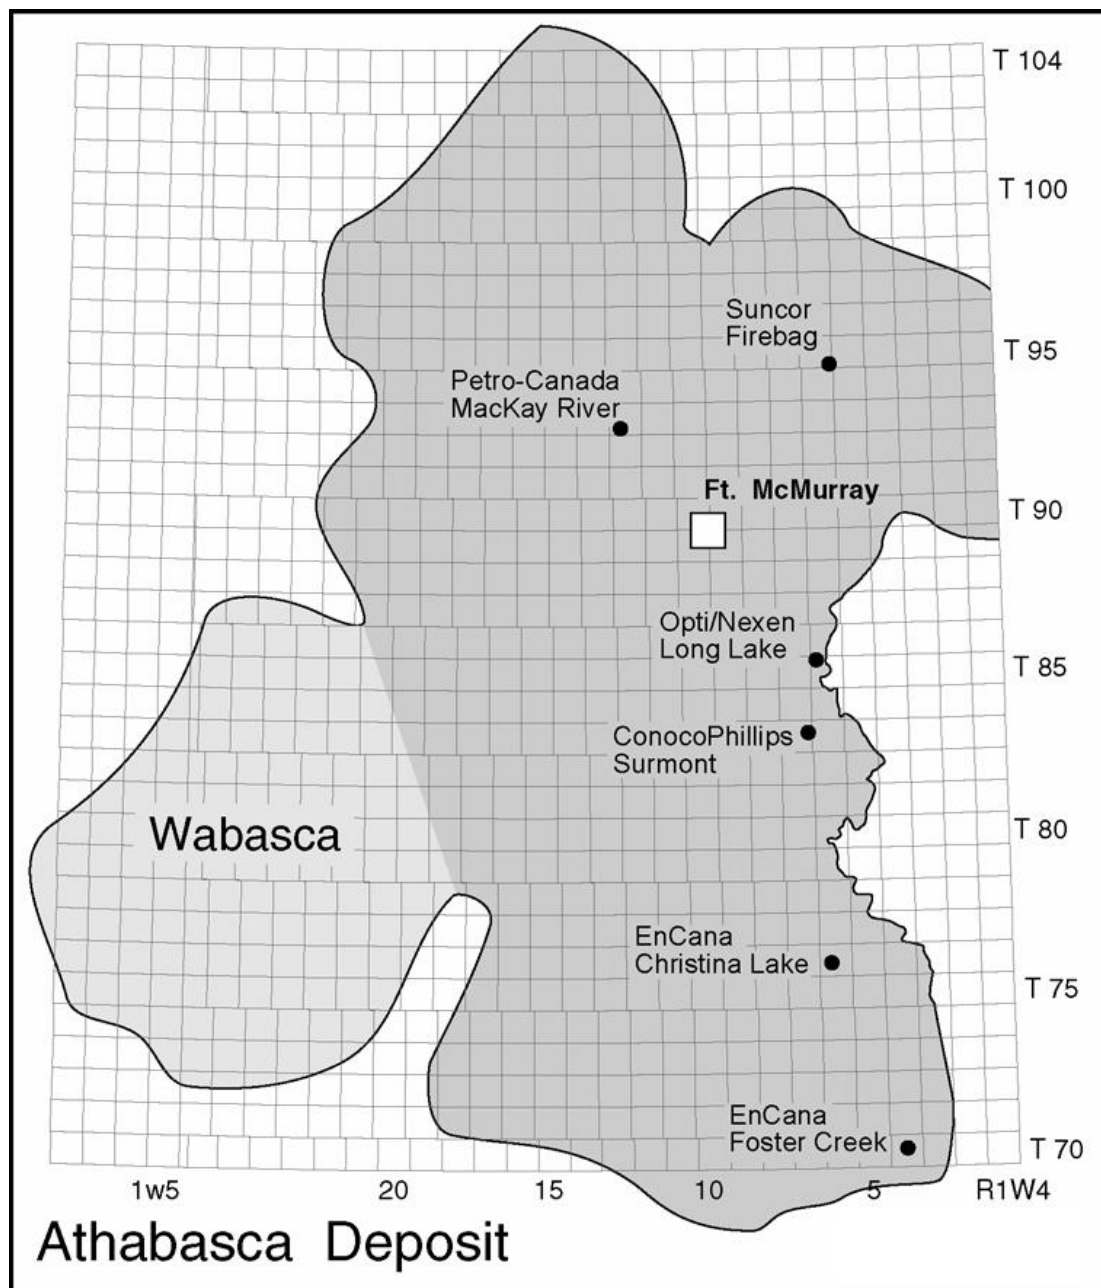 T 104
T 100
Suncor
Firebag
T 95
Petro-Canada
MacKay River
Ft. McMurray
T 90
Opti/Nexen
Long Lake
T 85
ConocoPhillips
Surmont
Wabasca
T 80
EnCana
Christina Lake
T 75
EnCana
Foster Creek
T 70
1w5 20 15 10 5 R1W4
Athabasca Deposit